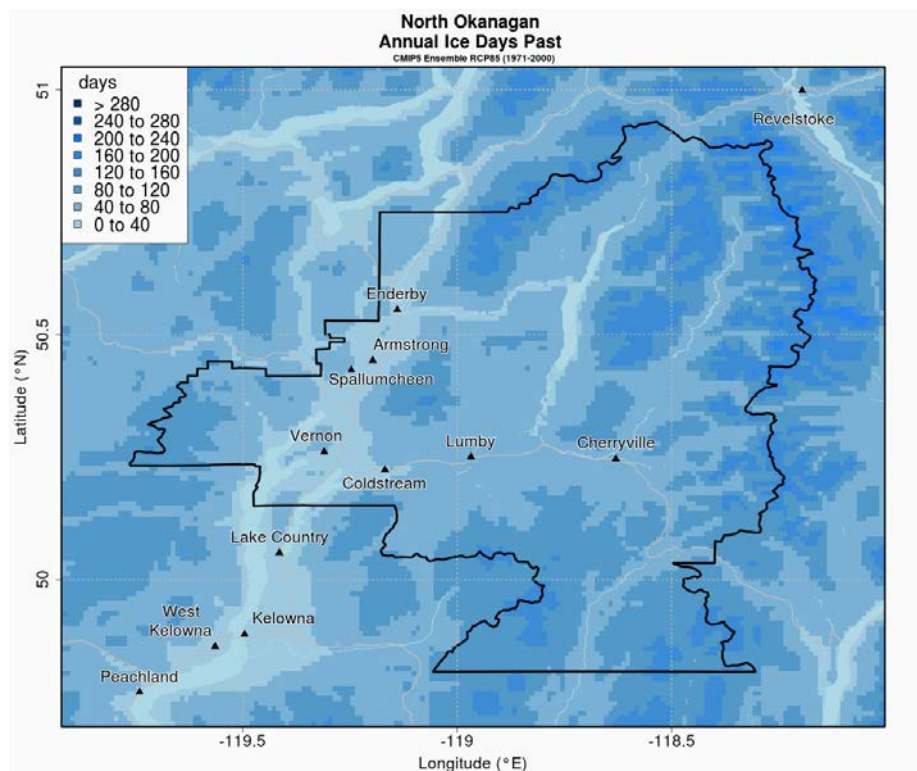 North Okanagan
Annual Ice Days Past
CMIP5 Ensemble RCP85 (1971-2000)
days
> 280
240 to 280
200 to 240
160 to 200
120 to 160
80 to 120
40 to 80
0 to 40
51
Revelstoke
Enderby
50.5
Armstrong
Spallumcheen
Vernon
Lumby
Cherryville
Coldstream
Lake Country
50
West
Kelowna
Kelowna
Peachland
Latitude (°N)
-119.5
-119
-118.5
Longitude (°E)